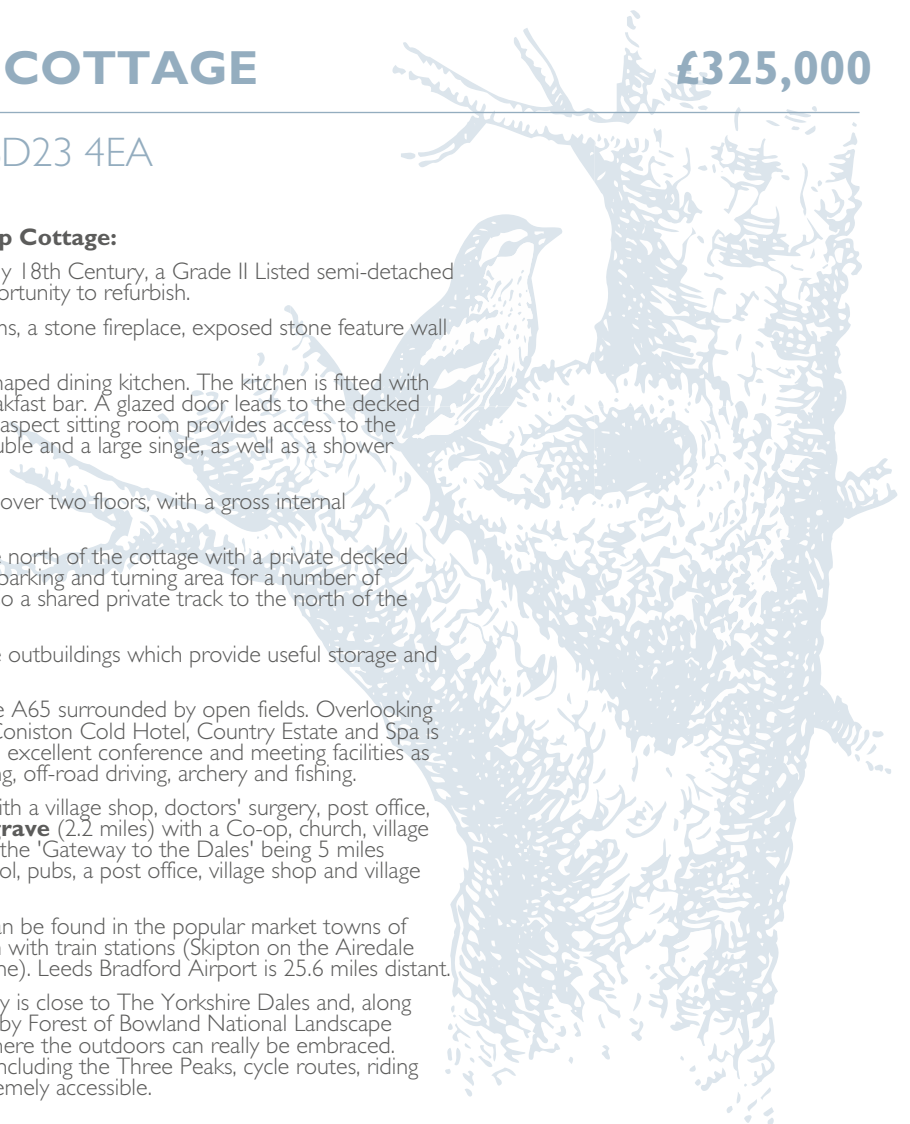 COTTAGE £325,000
D23 4EA
p Cottage:
y 18th Century, a Grade II Listed semi-detached
ortunity to refurbish.
ns, a stone fireplace, exposed stone feature wall
haped dining kitchen. The kitchen is fitted with
akfast bar. A glazed door leads to the decked
aspect sitting room provides access to the
uble and a large single, as well as a shower
over two floors, with a gross internal
e north of the cottage with a private decked
parking and turning area for a number of
o a shared private track to the north of the
e outbuildings which provide useful storage and
e A65 surrounded by open fields. Overlooking
Coniston Cold Hotel, Country Estate and Spa is
excellent conference and meeting facilities as
ng, off-road driving, archery and fishing.
ith a village shop, doctors' surgery, post office,
grave (2.2 miles) with a Co-op, church, village
the 'Gateway to the Dales' being 5 miles
ol, pubs, a post office, village shop and village
an be found in the popular market towns of
n with train stations (Skipton on the Airedale
ne). Leeds Bradford Airport is 25.6 miles distant.
y is close to The Yorkshire Dales and, along
by Forest of Bowland National Landscape
here the outdoors can really be embraced.
ncluding the Three Peaks, cycle routes, riding
emely accessible.